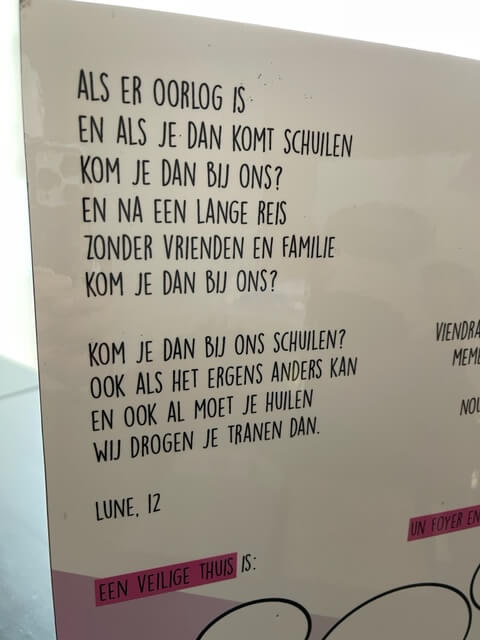 ALS ER OORLOG IS
EN ALS JE DAN KOMT SCHUILEN
KOM JE DAN BIJ ONS?
EN NA EEN LANGE REIS
ZONDER VRIENDEN EN FAMILIE
KOM JE DAN BIJ ONS?
KOM JE DAN BIJ ONS SCHUILEN?
OOK ALS HET ERGENS ANDERS KAN
EN OOK AL MOET JE HUILEN
WIJ DROGEN JE TRANEN DAN.
LUNE, 12
EEN VEILIGE THUIS IS:
UN FOYER